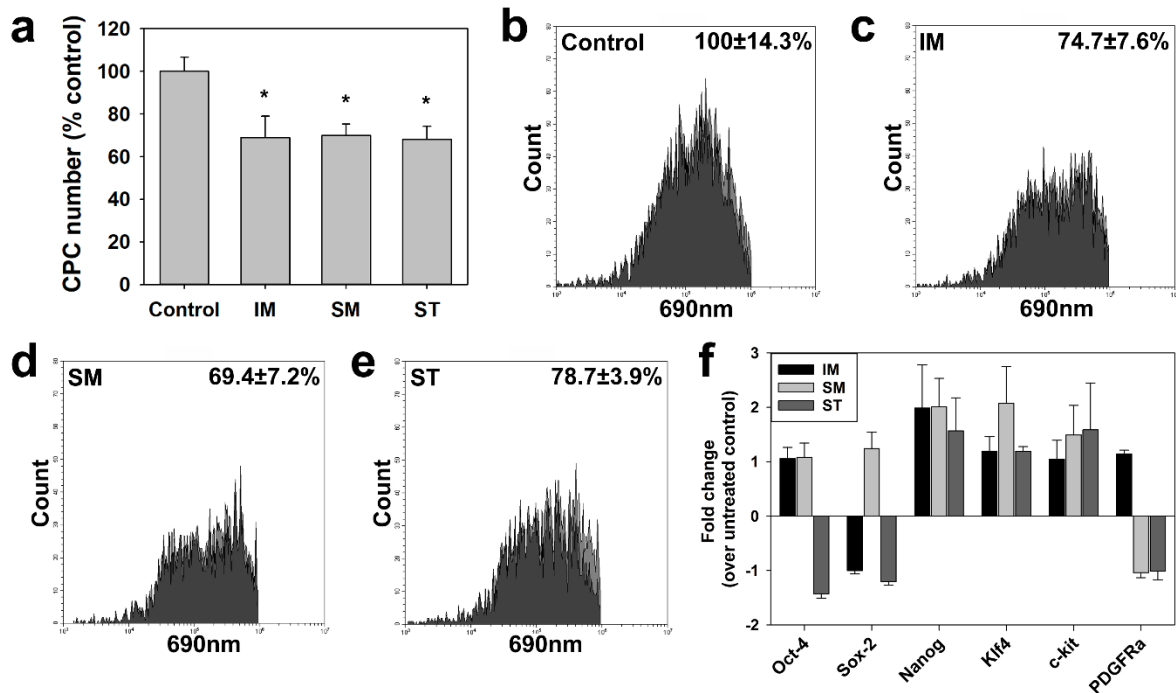 a
120
100
80
60
40
20
0
CPC number (% control)
*
*
*
Control IM SM ST
b
Control 100±14.3%
Count
690nm
c
IM 74.7±7.6%
Count
690nm
d
SM 69.4±7.2%
Count
690nm
e
ST 78.7±3.9%
Count
690nm
f
IM
SM
ST
3
2
1
0
-1
-2
Fold change
(over untreated control)
Oct-4 Sox-2 Nanog Klf4 c-kit PDGFRa